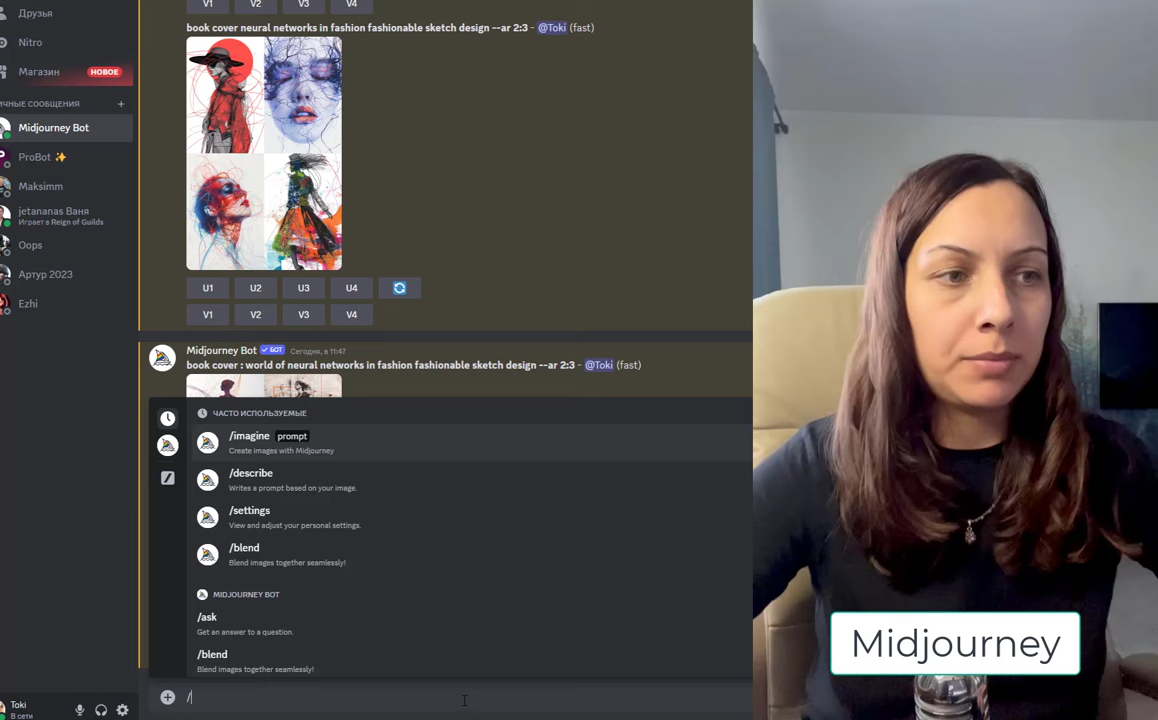 Друзья
Nitro
Магазин НОВОЕ
ИЧНЫЕ СООБЩЕНИЯ +
Midjourney Bot
ProBot ✨
Maksimm
jetananas Ваня
Играет в Reign of Guilds
Oops
Артур 2023
Ezhi
Toki
В сети
V1 V2 V3 V4
book cover neural networks in fashion fashionable sketch design --ar 2:3 - @Toki (fast)
U1 U2 U3 U4
V1 V2 V3 V4
Midjourney Bot ✓ БОТ Сегодня, в 11:47
book cover : world of neural networks in fashion fashionable sketch design --ar 2:3 - @Toki (fast)
ЧАСТО ИСПОЛЬЗУЕМЫЕ
/imagine prompt
Create images with Midjourney
/describe
Writes a prompt based on your image.
/settings
View and adjust your personal settings.
/blend
Blend images together seamlessly!
MIDJOURNEY BOT
/ask
Get an answer to a question.
/blend
Blend images together seamlessly!
/
Midjourney